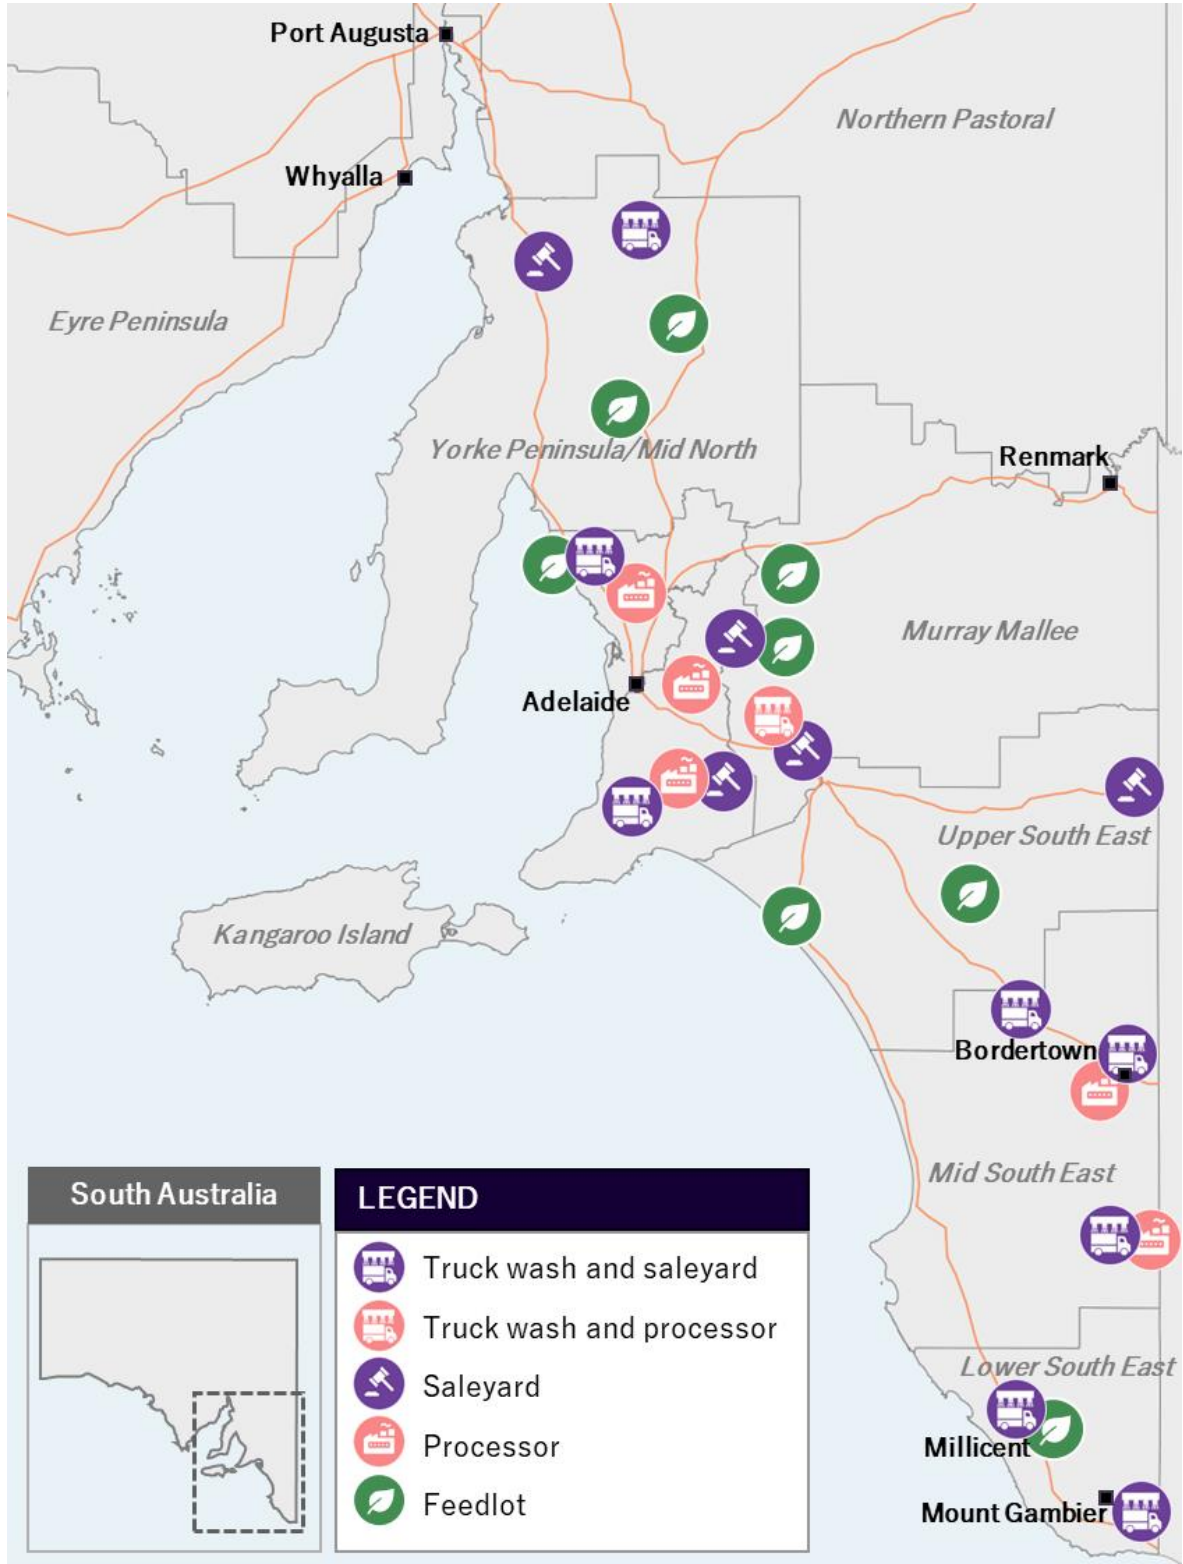 Port Augusta
Northern Pastoral
Whyalla
Eyre Peninsula
Yorke Peninsula/Mid North
Renmark
Murray Mallee
Adelaide
Upper South East
Kangaroo Island
Bordertown
Mid South East
Lower South East
Millicent
Mount Gambier
South Australia
LEGEND
Truck wash and saleyard
Truck wash and processor
Saleyard
Processor
Feedlot